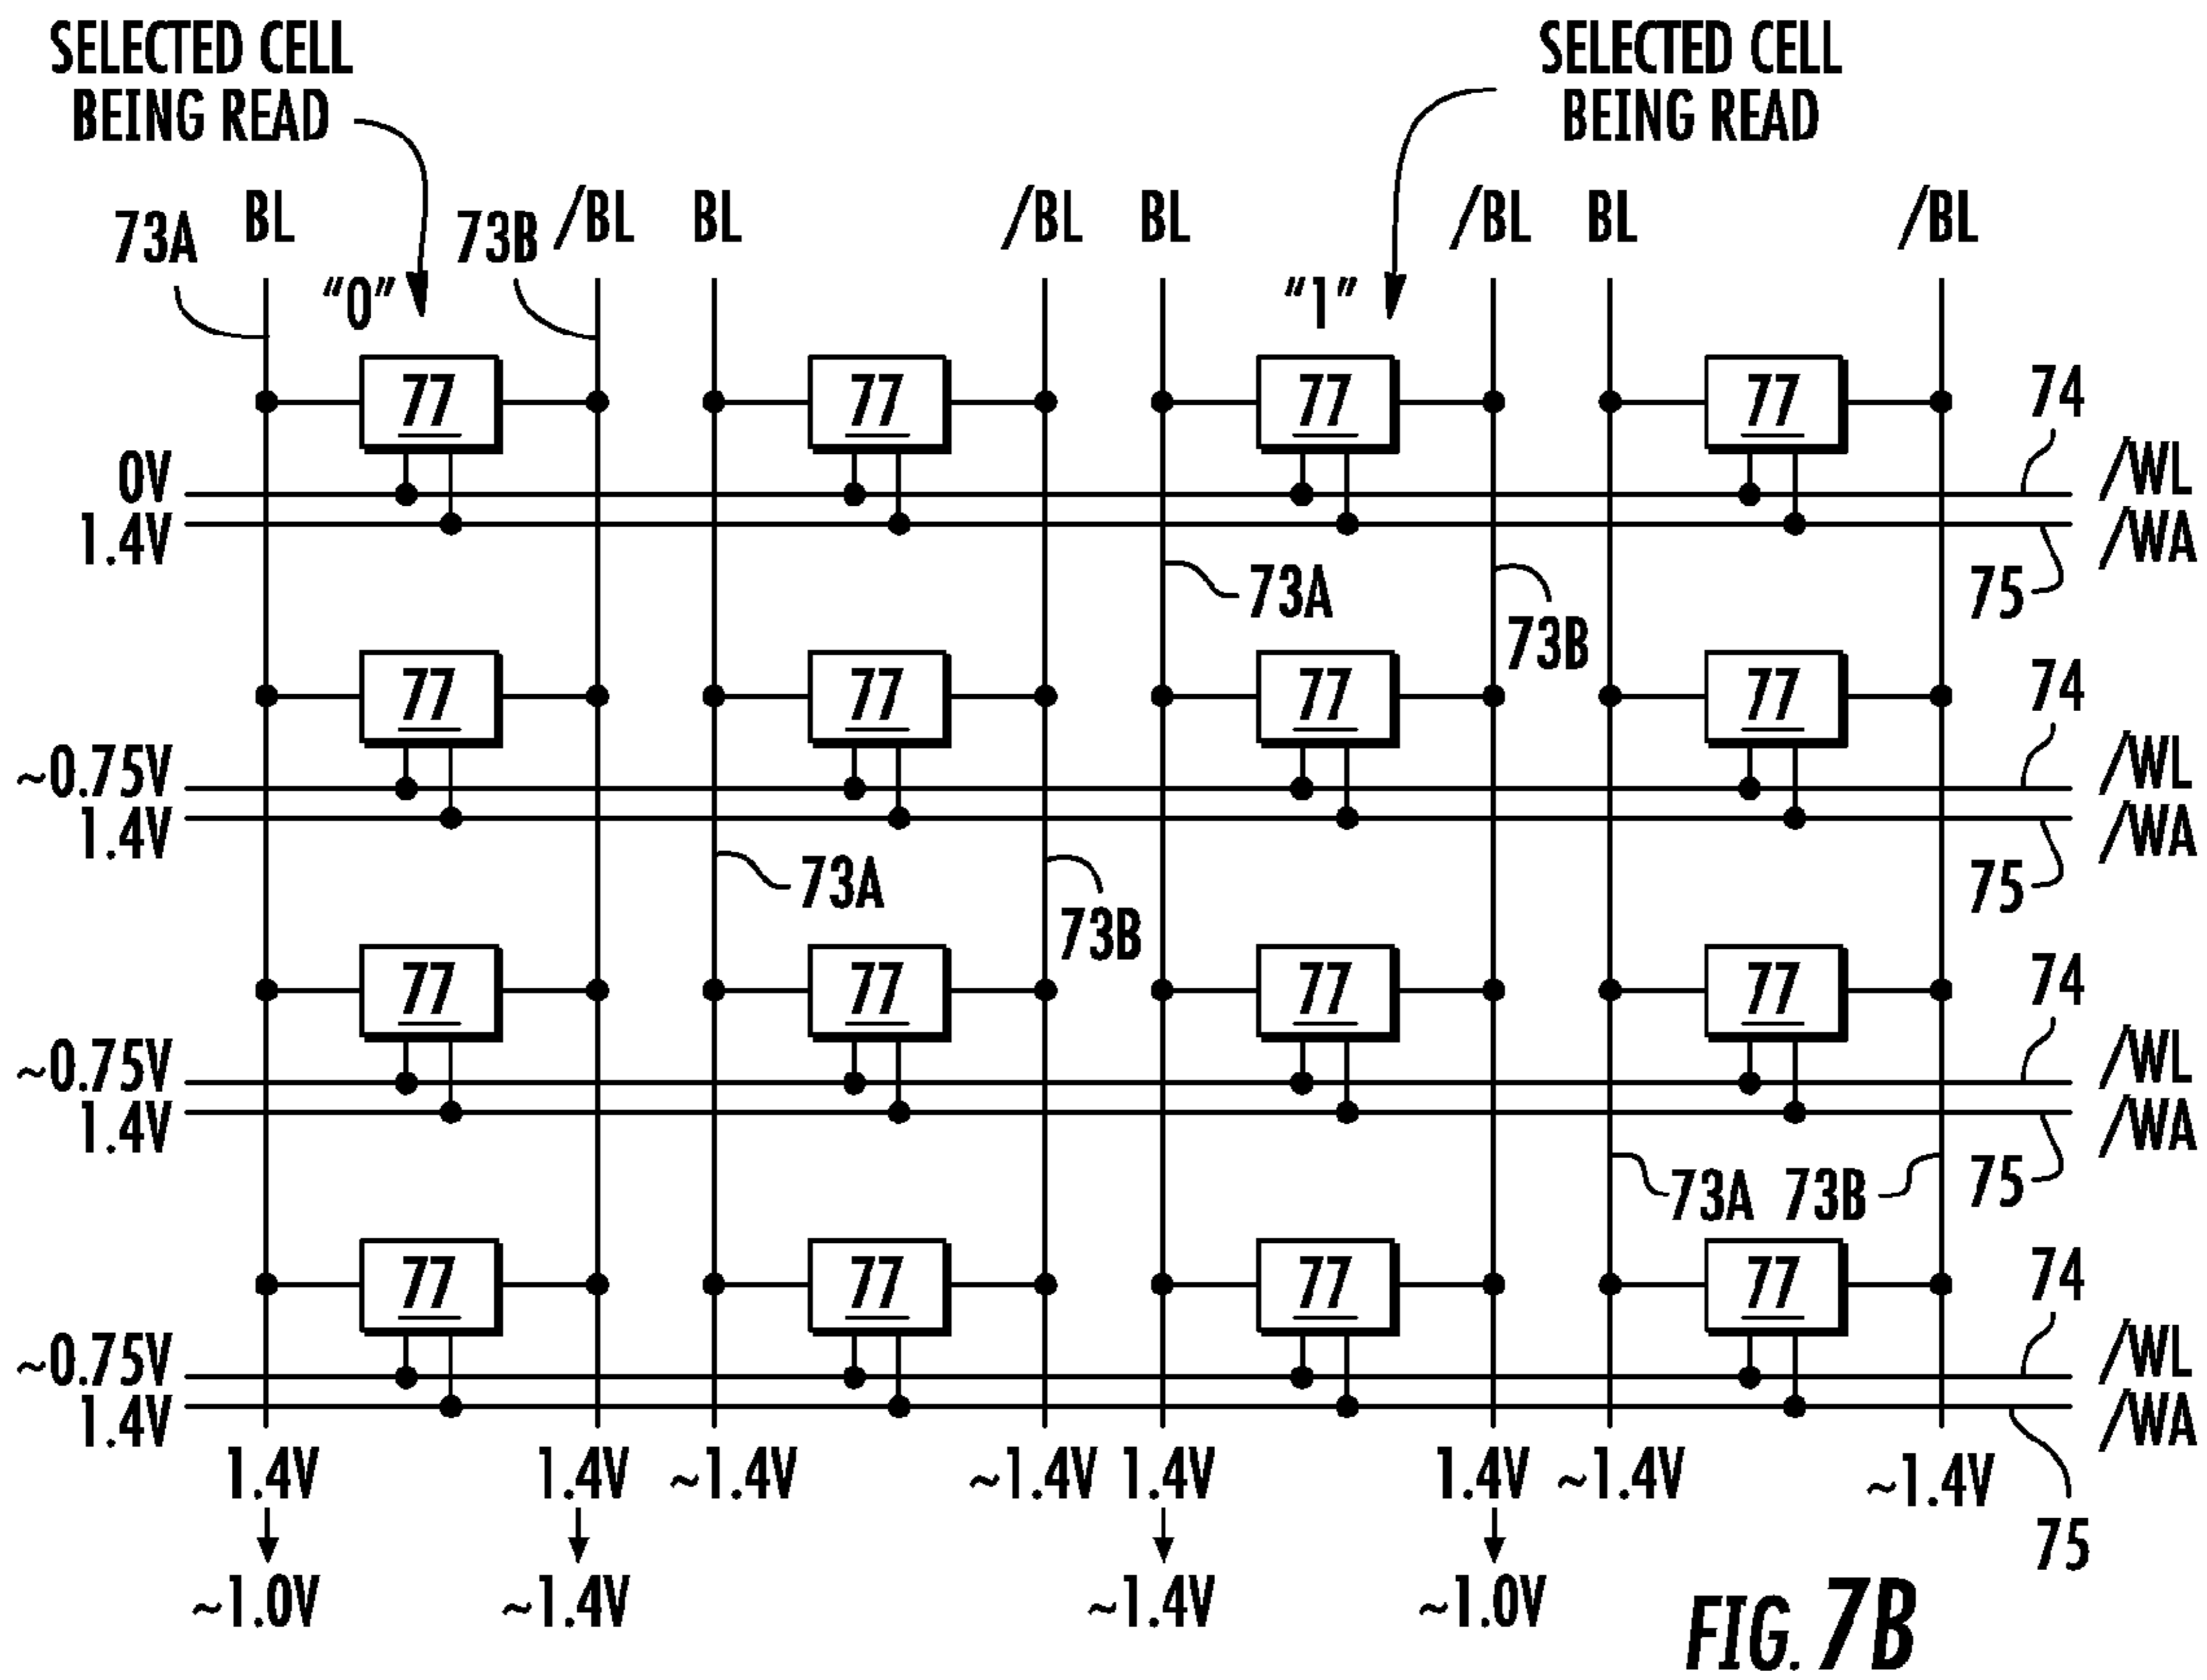 SELECTED CELL
BEING READ
SELECTED CELL
BEING READ
73A BL 73B /BL BL /BL BL /BL BL /BL
“0” “1”
77 77 77 77 74
0V /WL
1.4V /WA
73A 73B 75
77 77 77 77 74
~0.75V /WL
1.4V /WA
73A 73B 75
77 77 77 77 74
~0.75V /WL
1.4V /WA
73A 73B 75
77 77 77 77 74
~0.75V /WL
1.4V /WA
1.4V 1.4V ~1.4V ~1.4V 1.4V 1.4V ~1.4V ~1.4V
75
~1.0V ~1.4V ~1.4V ~1.0V
FIG. 7B